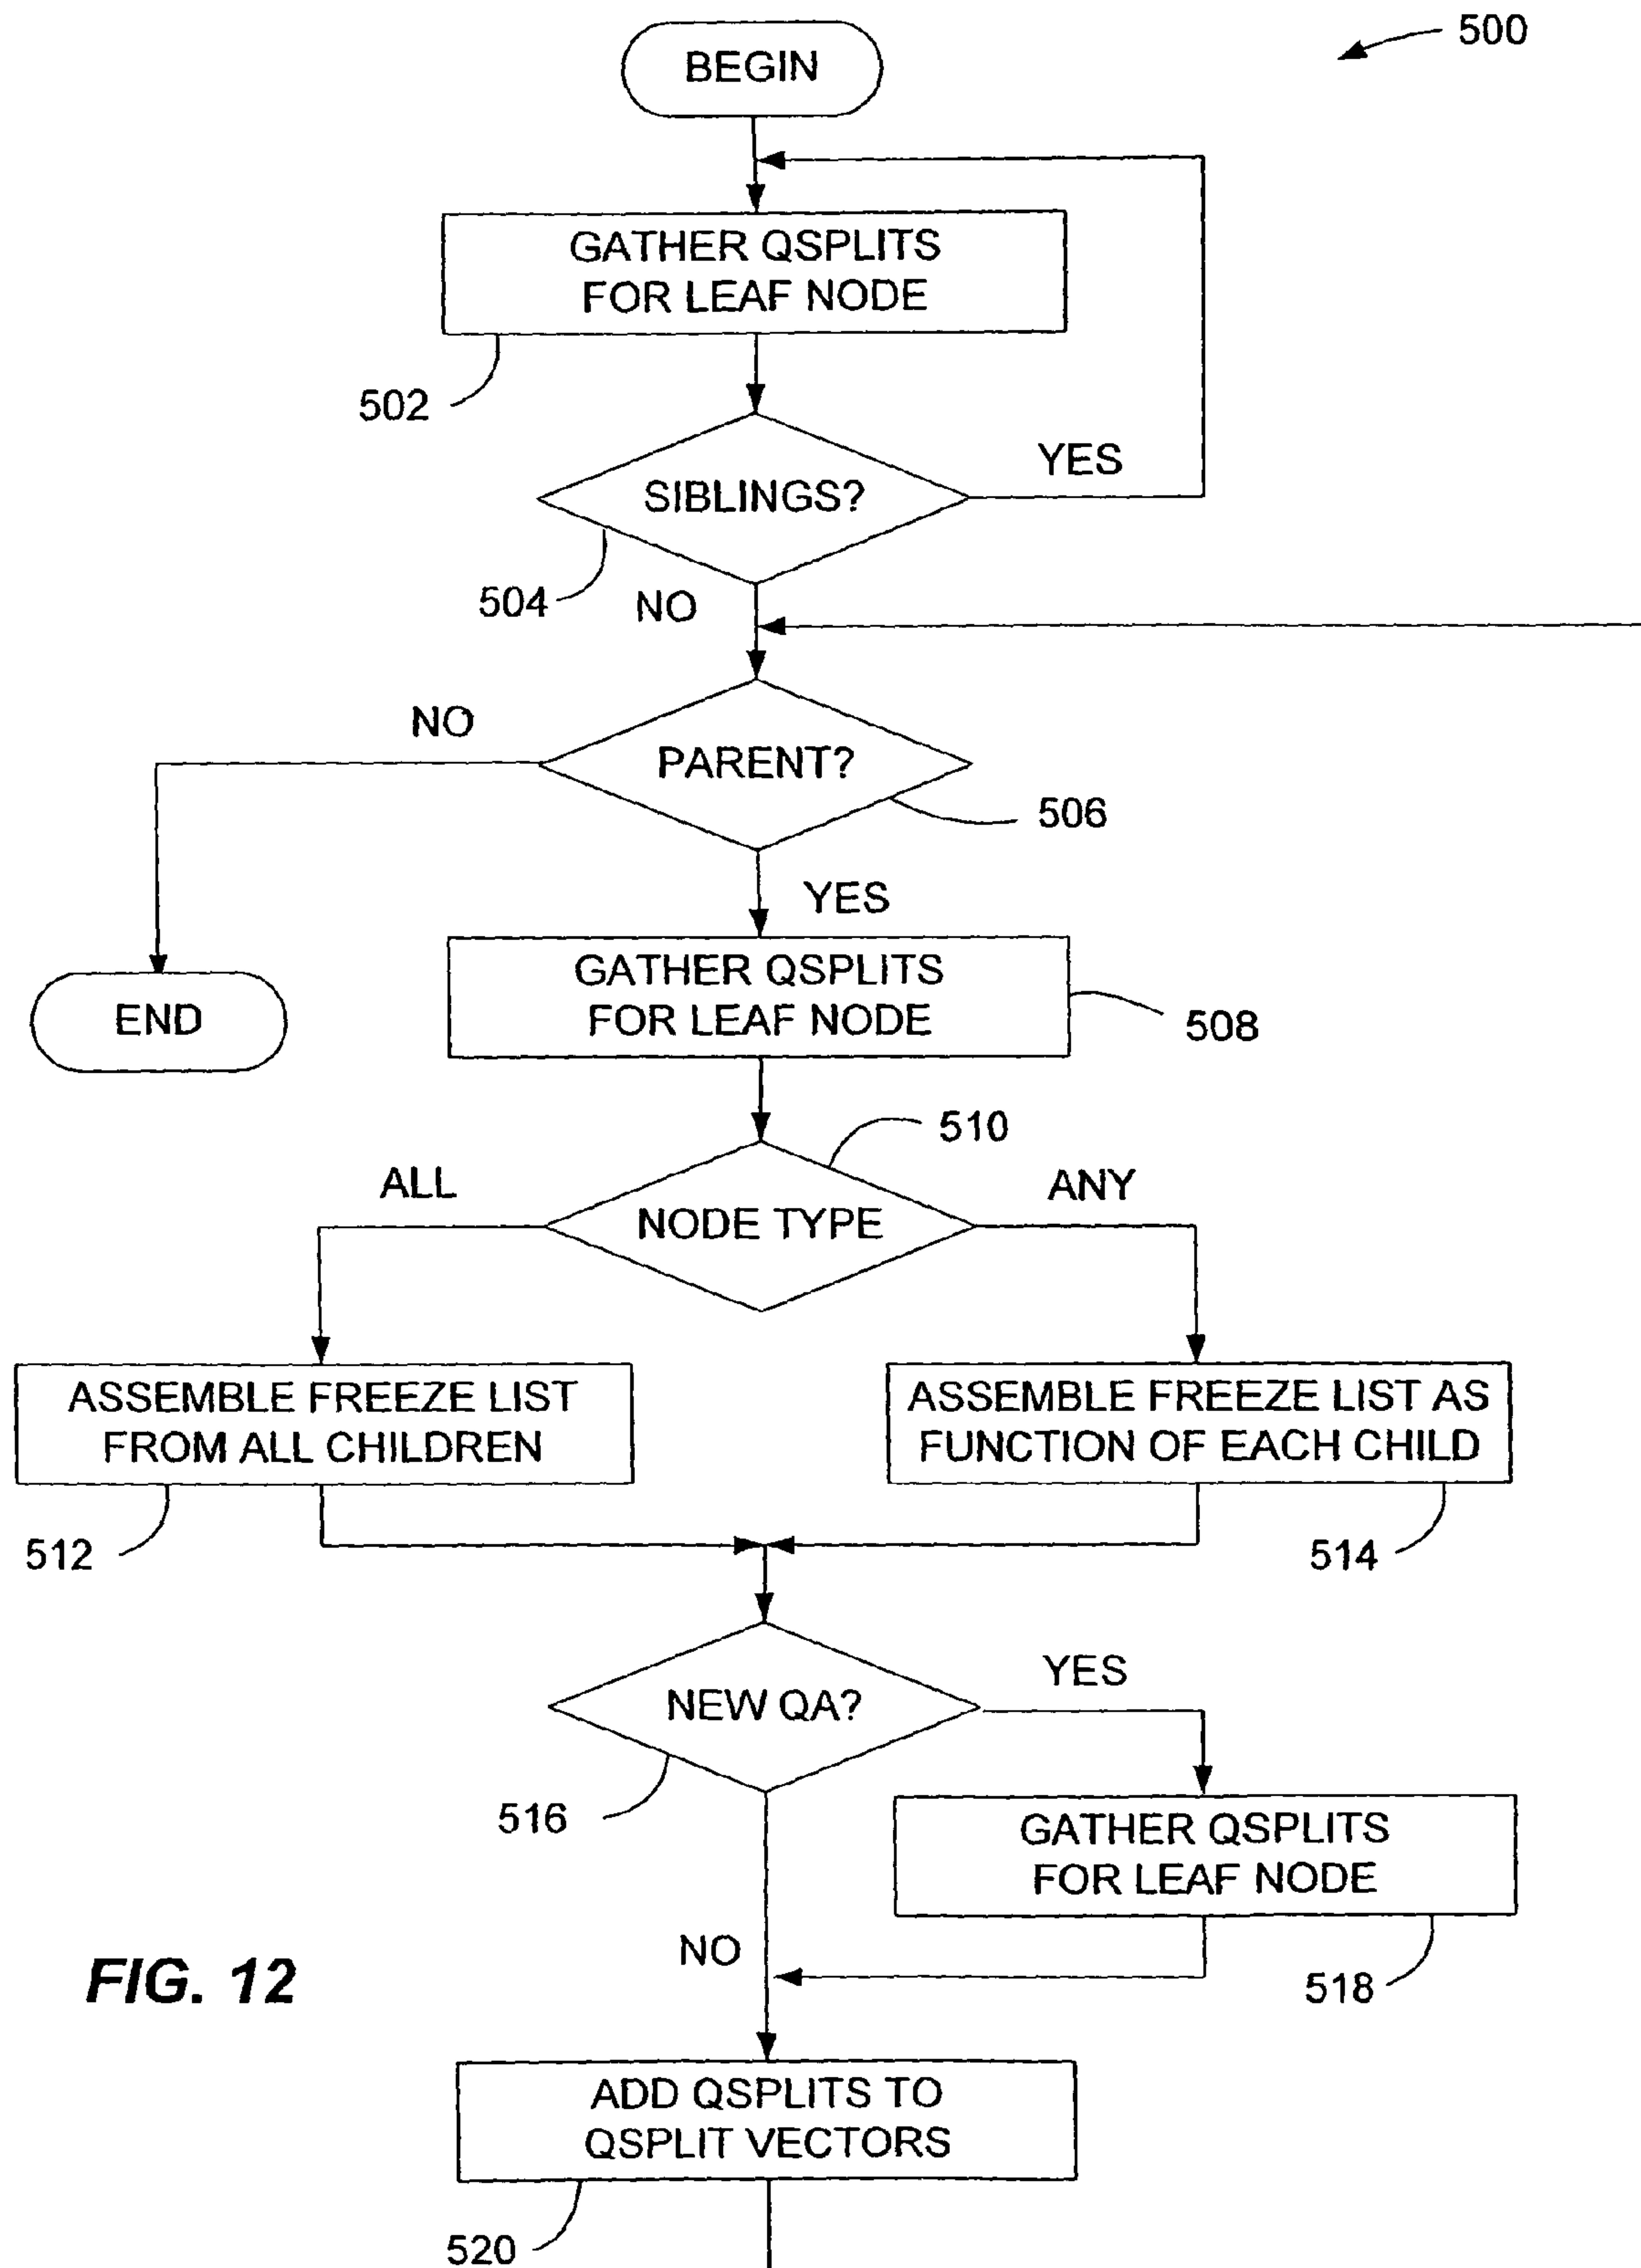 500
BEGIN
GATHER QSPLITS
FOR LEAF NODE
502
YES
SIBLINGS?
504
NO
NO
PARENT?
506
YES
GATHER QSPLITS
FOR LEAF NODE
END
508
510
ALL
ANY
NODE TYPE
ASSEMBLE FREEZE LIST
FROM ALL CHILDREN
ASSEMBLE FREEZE LIST AS
FUNCTION OF EACH CHILD
512
514
YES
NEW QA?
516
GATHER QSPLITS
FOR LEAF NODE
NO
518
FIG. 12
ADD QSPLITS TO
QSPLIT VECTORS
520